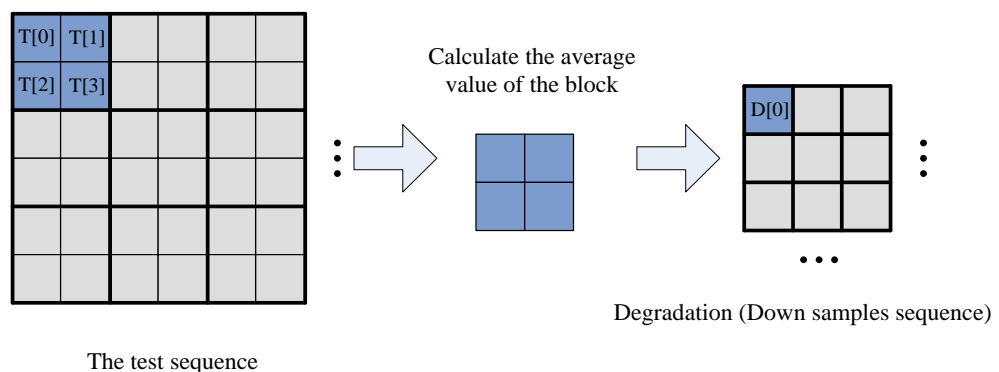 T[0] T[1]
T[2] T[3]
Calculate the average
value of the block
D[0]
Degradation (Down samples sequence)
The test sequence